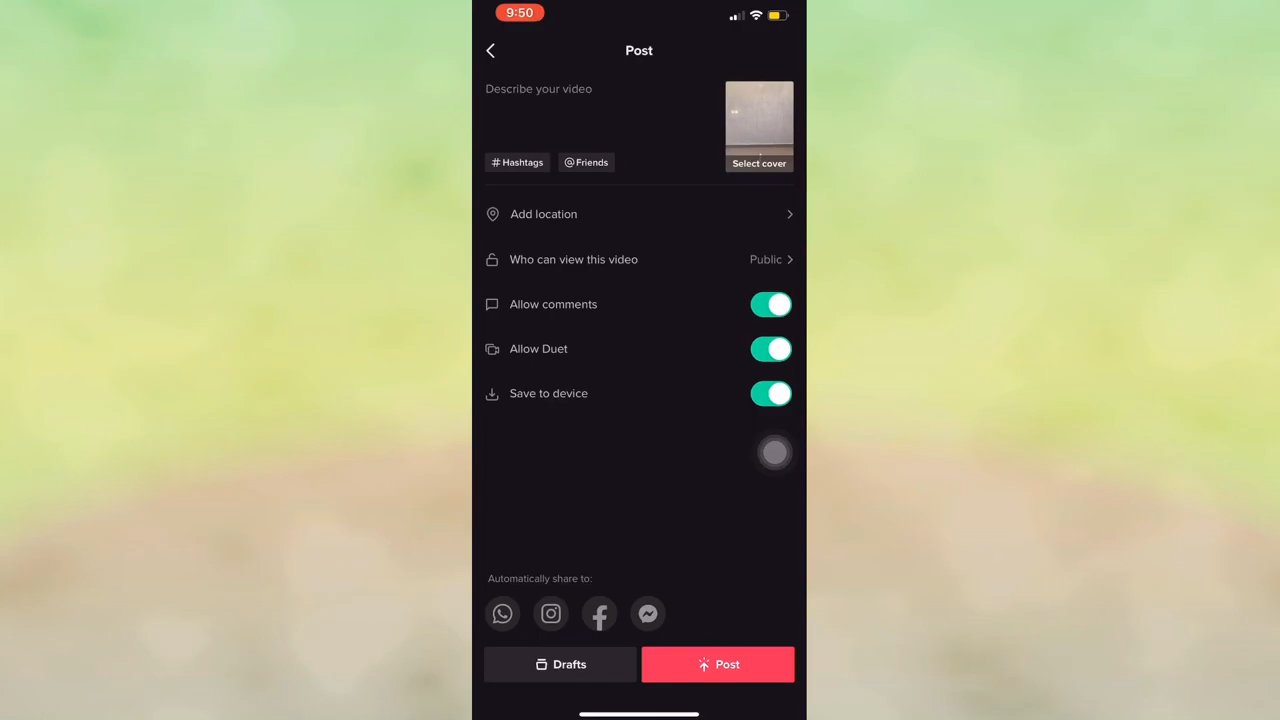 9:50
Post
Describe your video
# Hashtags @ Friends
Select cover
Add location
Who can view this video Public
Allow comments
Allow Duet
Save to device
Automatically share to:
Drafts Post